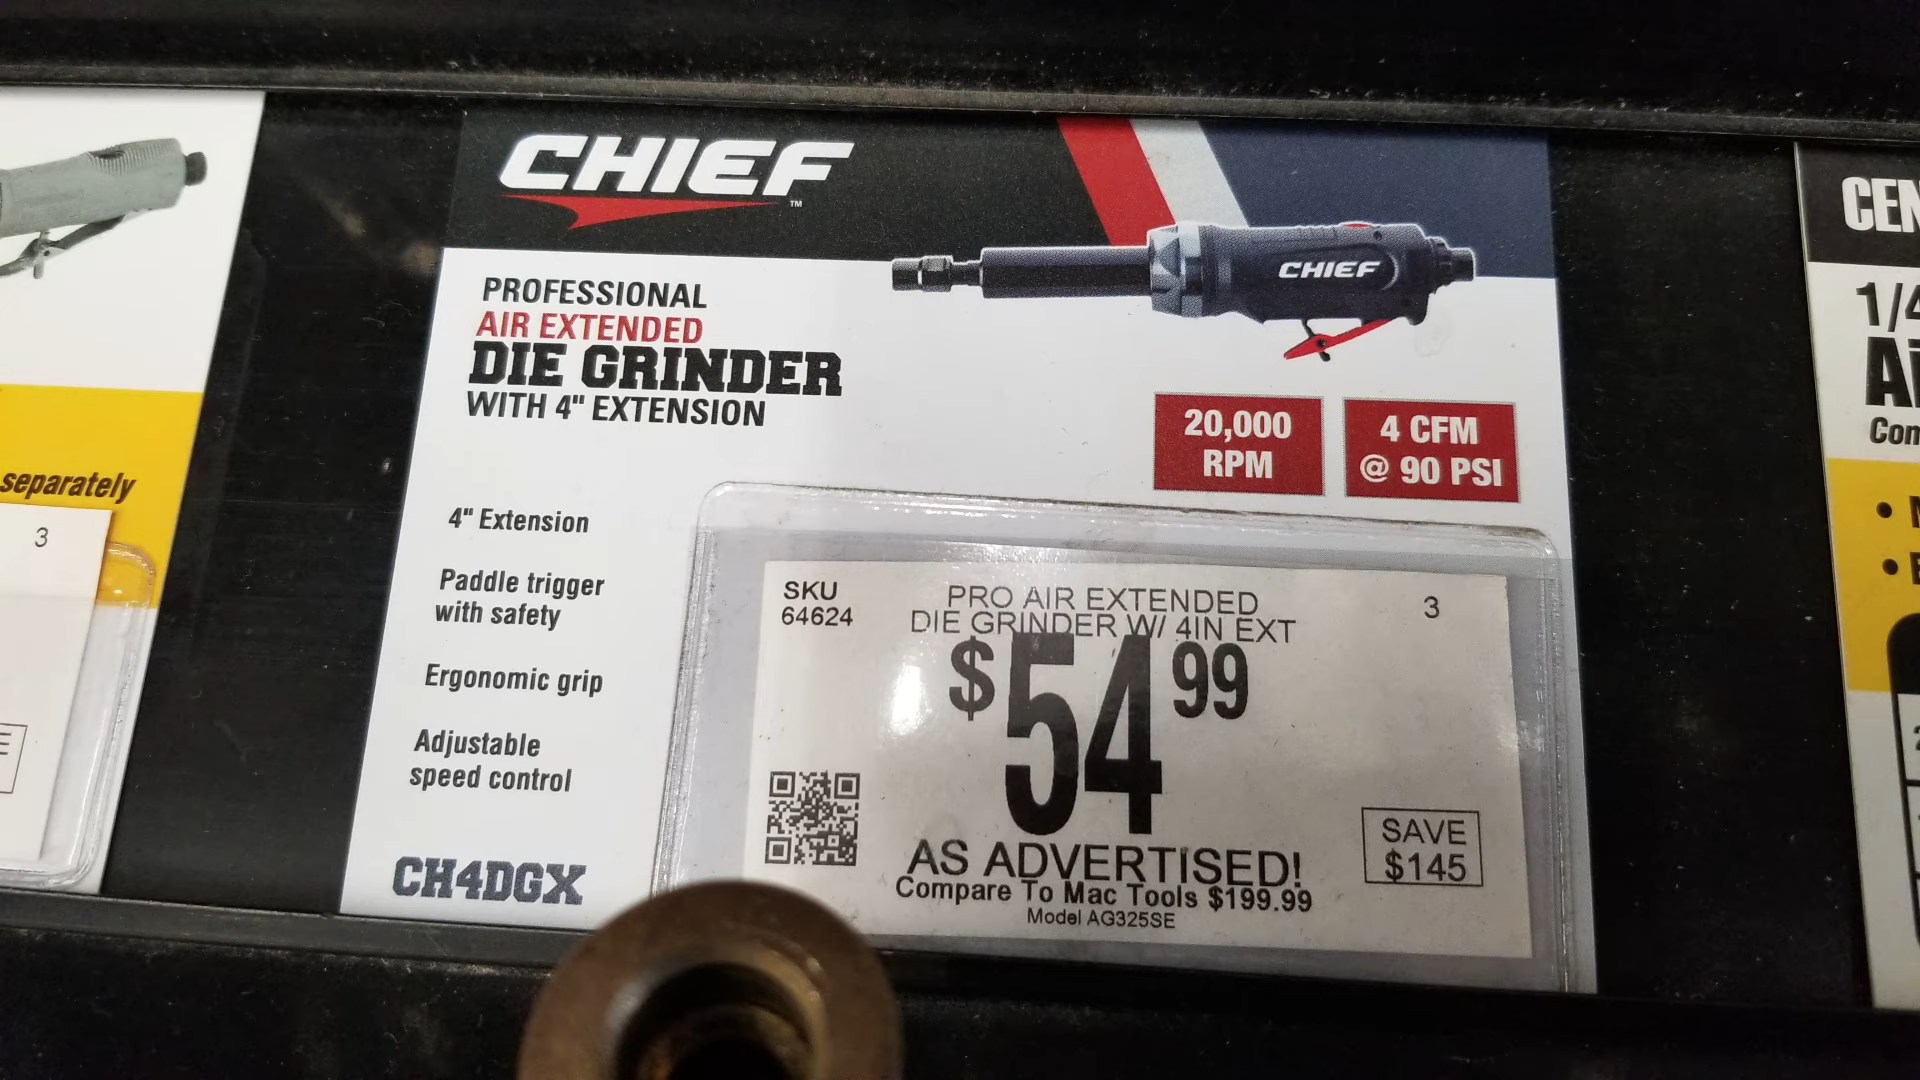 CHIEF
™
PROFESSIONAL
AIR EXTENDED
DIE GRINDER
WITH 4" EXTENSION
CHIEF
20,000
RPM
4 CFM
@ 90 PSI
4" Extension
Paddle trigger
with safety
Ergonomic grip
Adjustable
speed control
CH4DGX
SKU
64624
PRO AIR EXTENDED
DIE GRINDER W/ 4IN EXT
3
$54 99
AS ADVERTISED!
Compare To Mac Tools $199.99
Model AG325SE
SAVE
$145
separately
3
CEN
1/4